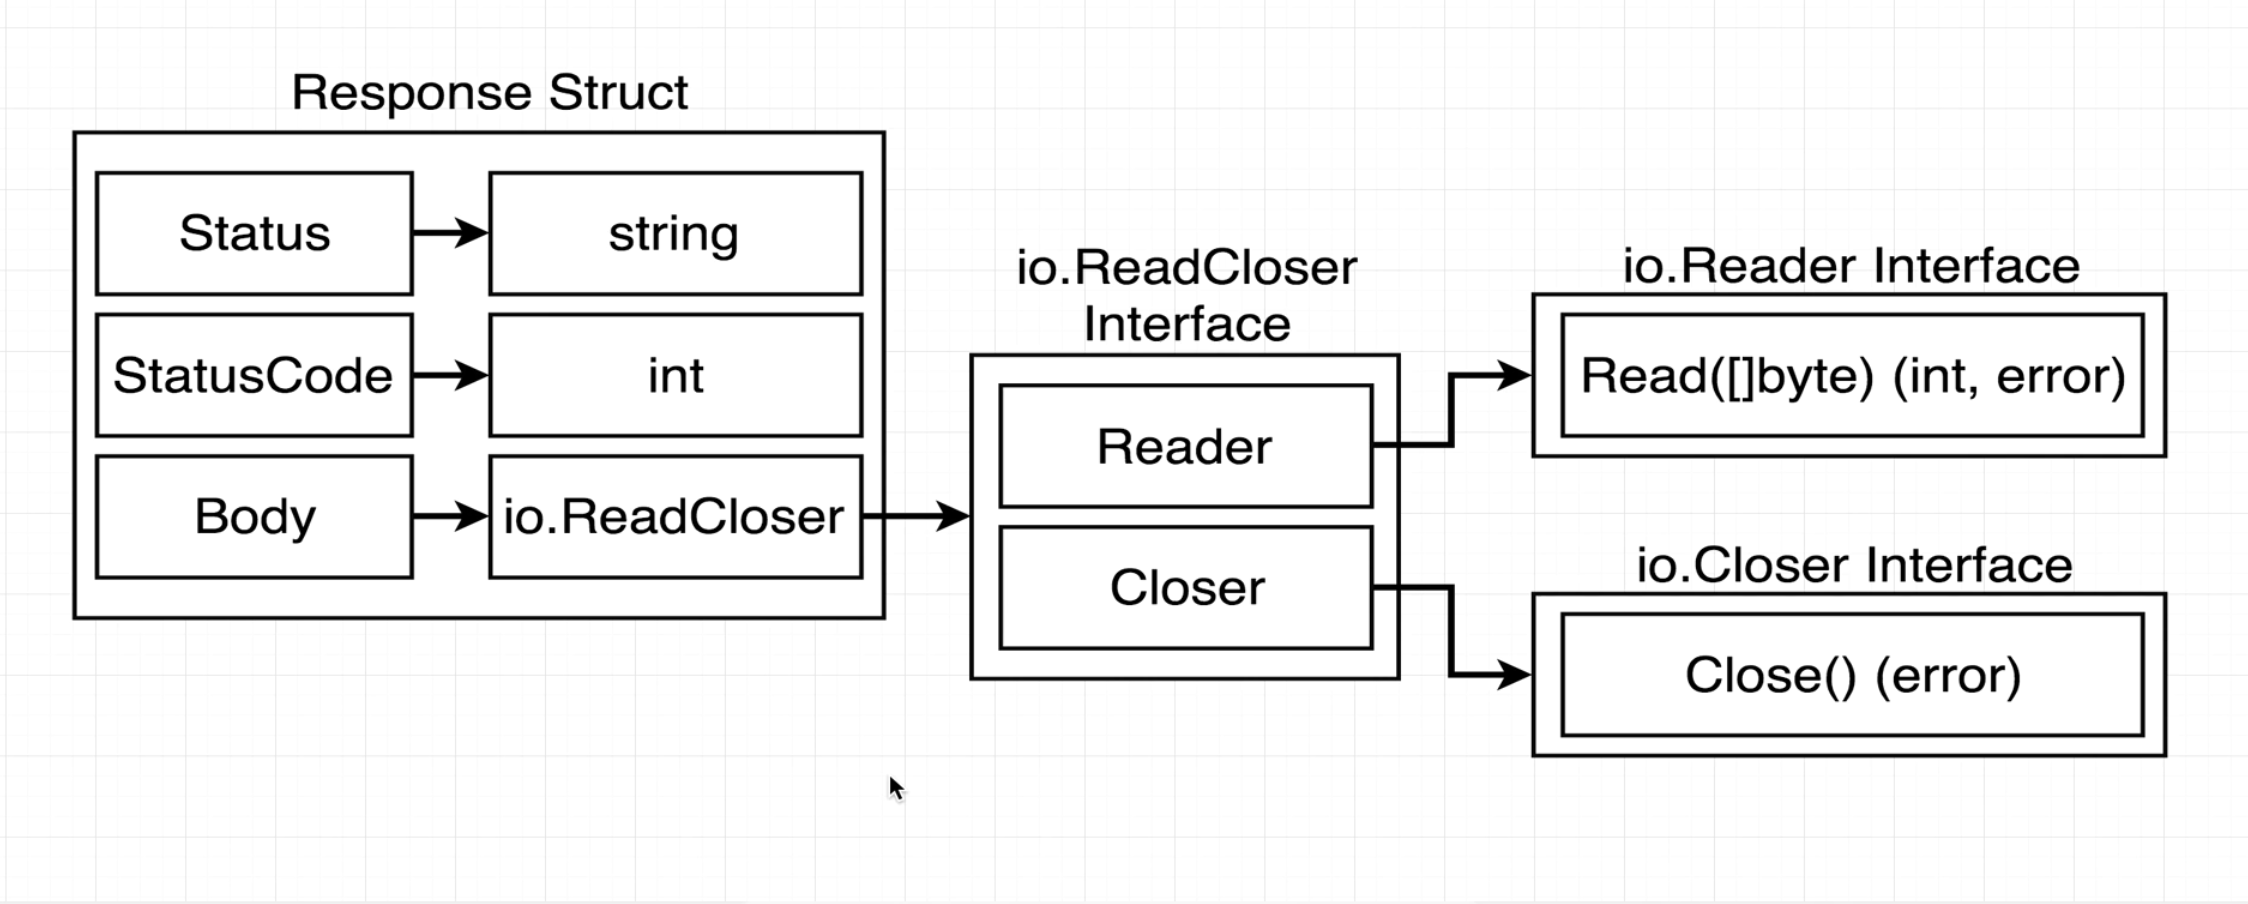 Response Struct
Status
string
StatusCode
int
Body
io.ReadCloser
io.ReadCloser
Interface
Reader
Closer
io.Reader Interface
Read([]byte) (int, error)
io.Closer Interface
Close() (error)